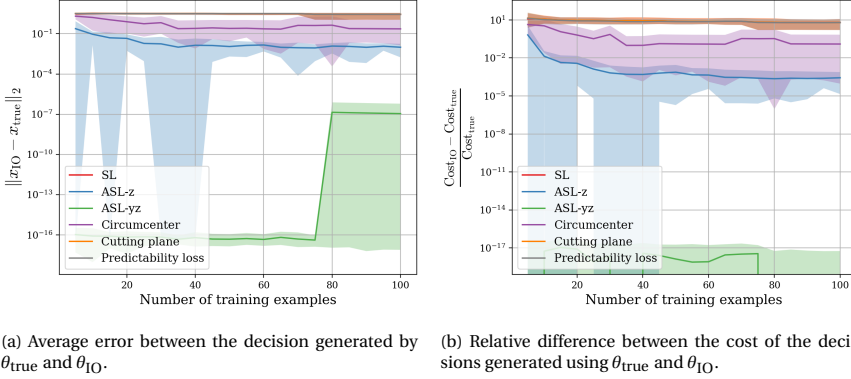 10⁻¹
10⁻⁴
10⁻⁷
10⁻¹⁰
10⁻¹³
10⁻¹⁶
‖x_IO − x_true‖₂
SL
ASL-z
ASL-yz
Circumcenter
Cutting plane
Predictability loss
20 40 60 80 100
Number of training examples
10¹
10⁻²
10⁻⁵
10⁻⁸
10⁻¹¹
10⁻¹⁴
10⁻¹⁷
Cost_IO − Cost_true
Cost_true
SL
ASL-z
ASL-yz
Circumcenter
Cutting plane
Predictability loss
20 40 60 80 100
Number of training examples
(a) Average error between the decision generated by
θ_true and θ_IO.
(b) Relative difference between the cost of the deci
sions generated using θ_true and θ_IO.